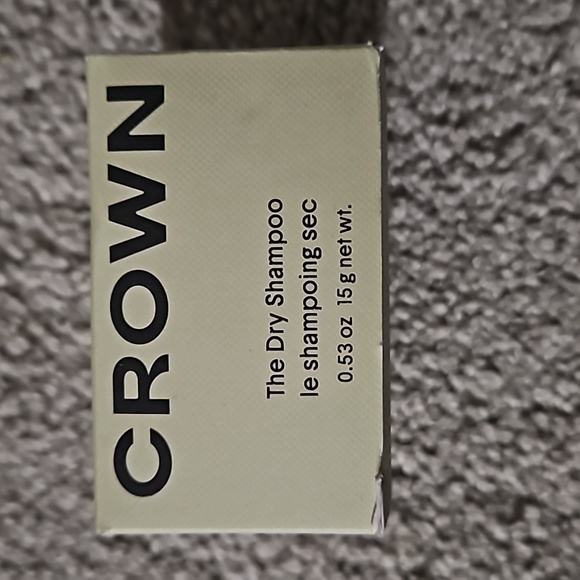 CROWN
The Dry Shampoo
le shampoing sec
0.53 oz 15 g net wt.